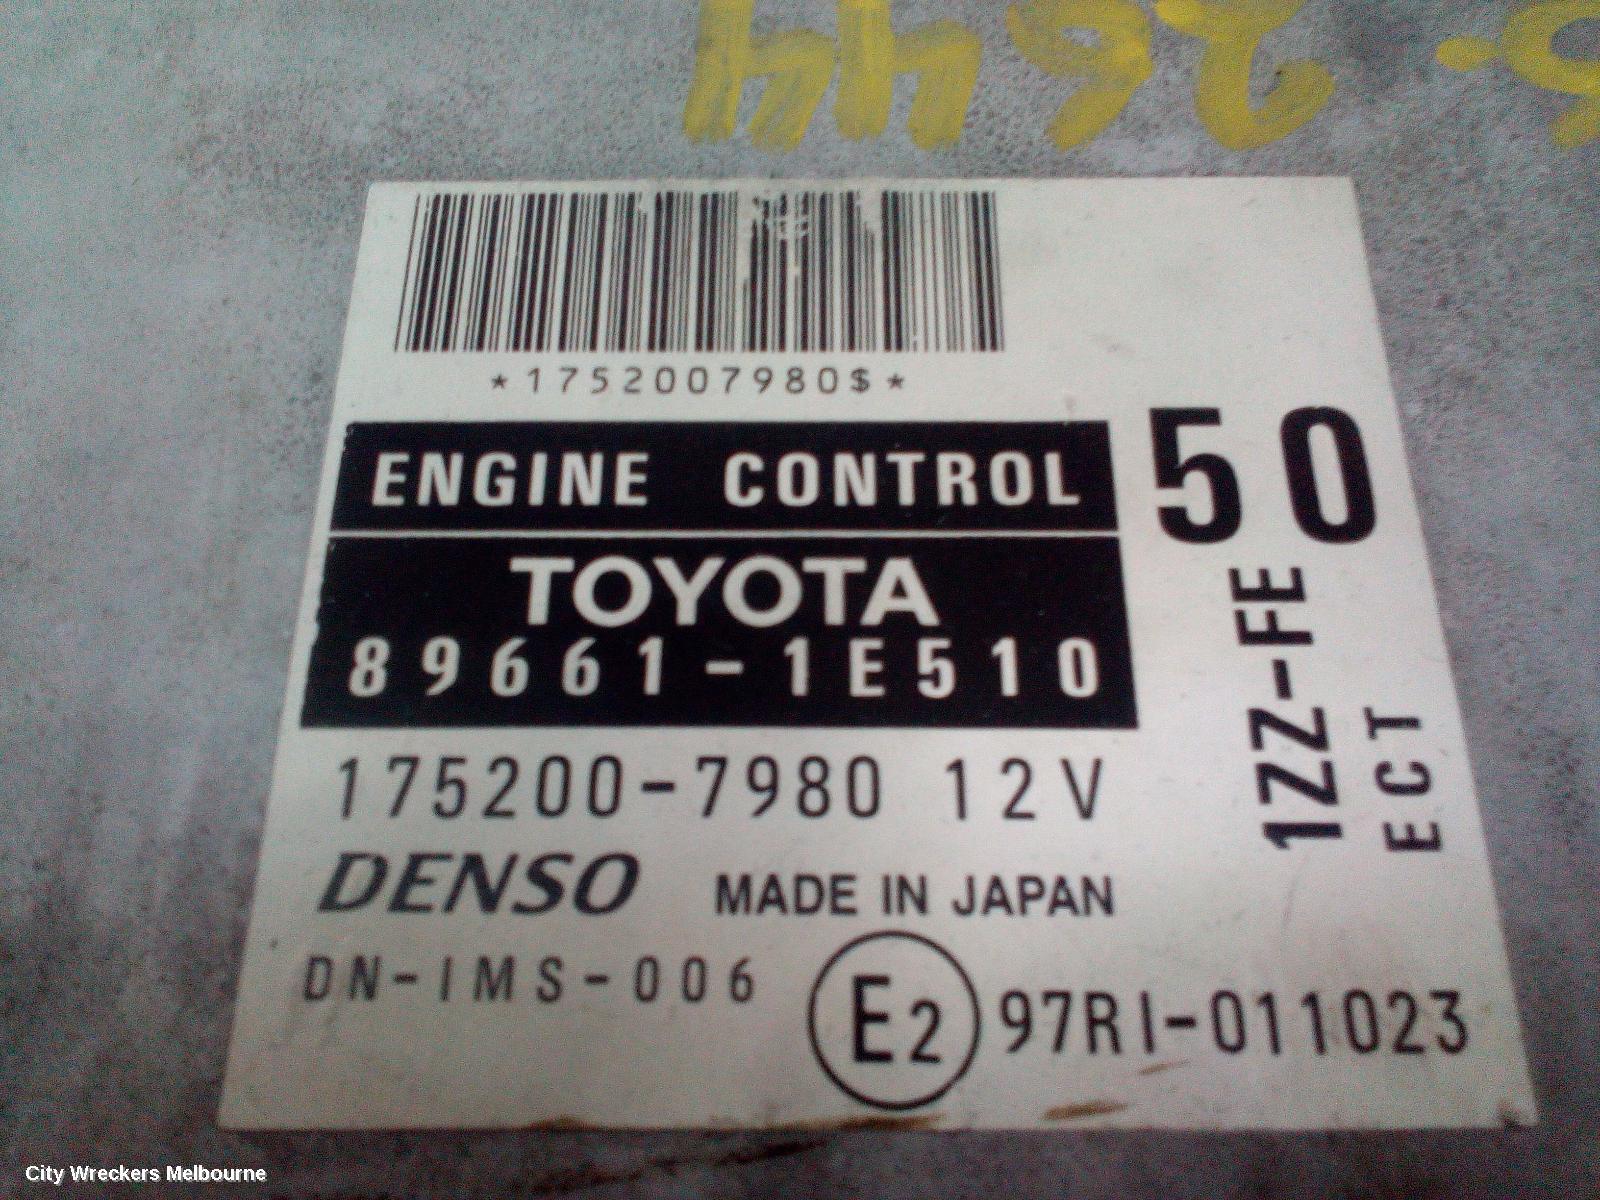 *1752007980$*
ENGINE CONTROL
TOYOTA
89661-1E510
175200-7980 12V
DENSO MADE IN JAPAN
DN-IMS-006
E2 97RI-011023
50
1ZZ-FE
ECT
City Wreckers Melbourne